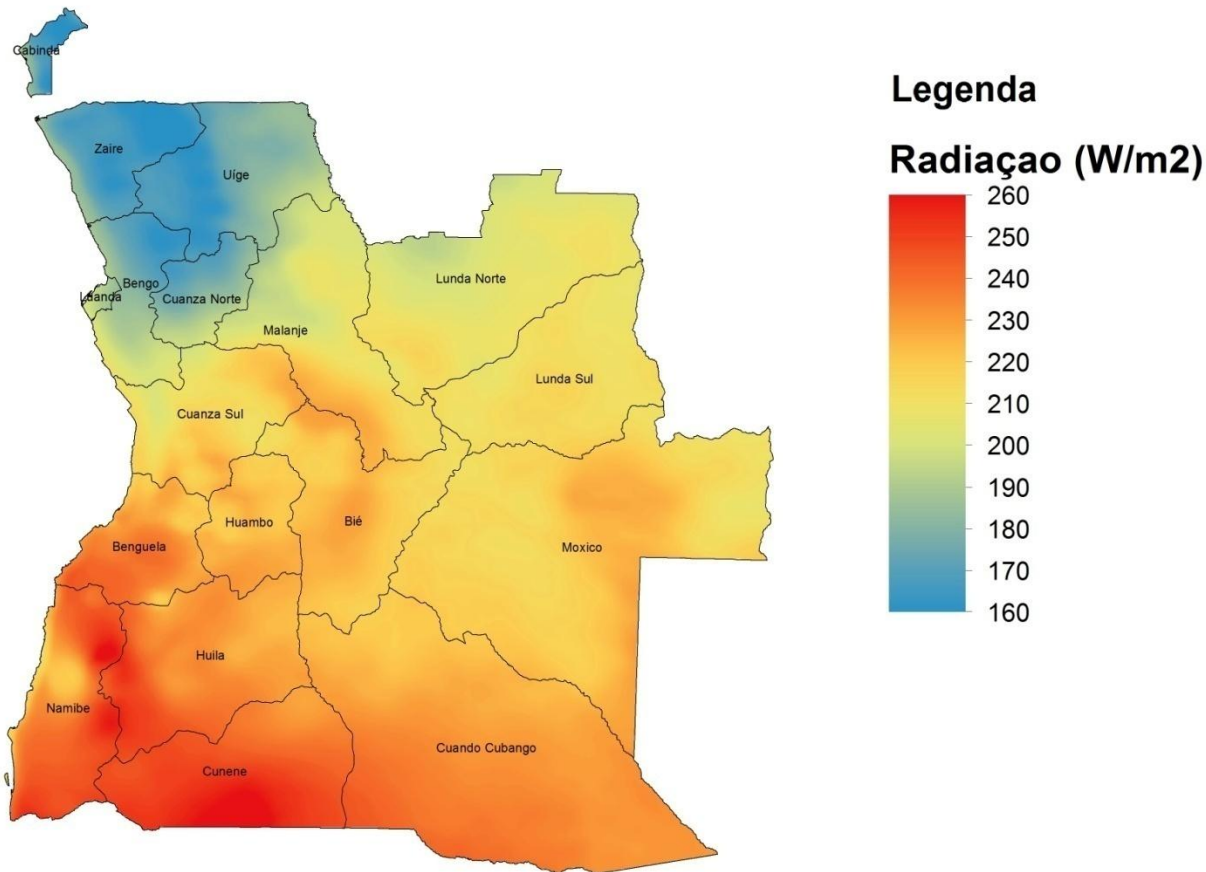 Cabinda
Zaire
Uíge
Bengo
Luanda
Cuanza Norte
Malanje
Lunda Norte
Lunda Sul
Cuanza Sul
Huambo
Bié
Benguela
Moxico
Huila
Namibe
Cunene
Cuando Cubango
Legenda
Radiaçao (W/m2)
260
250
240
230
220
210
200
190
180
170
160